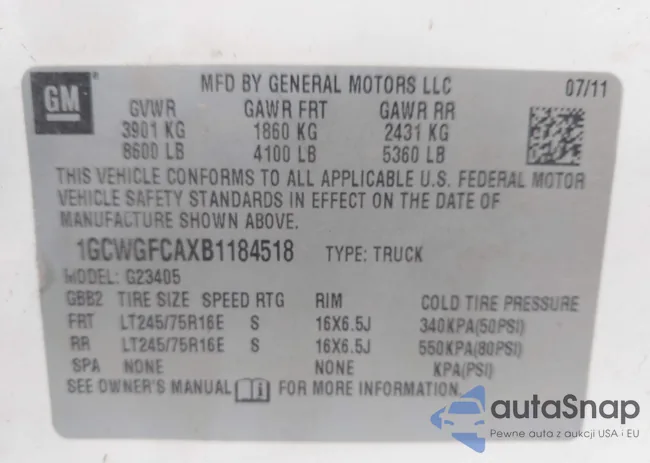 GM ® MFD BY GENERAL MOTORS LLC 07/11
GVWR GAWR FRT GAWR RR
3901 KG 1860 KG 2431 KG
8600 LB 4100 LB 5360 LB
THIS VEHICLE CONFORMS TO ALL APPLICABLE U.S. FEDERAL MOTOR
VEHICLE SAFETY STANDARDS IN EFFECT ON THE DATE OF
MANUFACTURE SHOWN ABOVE.
1GCWGFCAXB1184518 TYPE: TRUCK
MODEL: G23405
GBB2 TIRE SIZE SPEED RTG RIM COLD TIRE PRESSURE
FRT LT245/75R16E S 16X6.5J 340KPA(50PSI)
RR LT245/75R16E S 16X6.5J 550KPA(80PSI)
SPA NONE NONE KPA(PSI)
SEE OWNER'S MANUAL FOR MORE INFORMATION.
autaSnap
Pewne auta z aukcji USA i EU